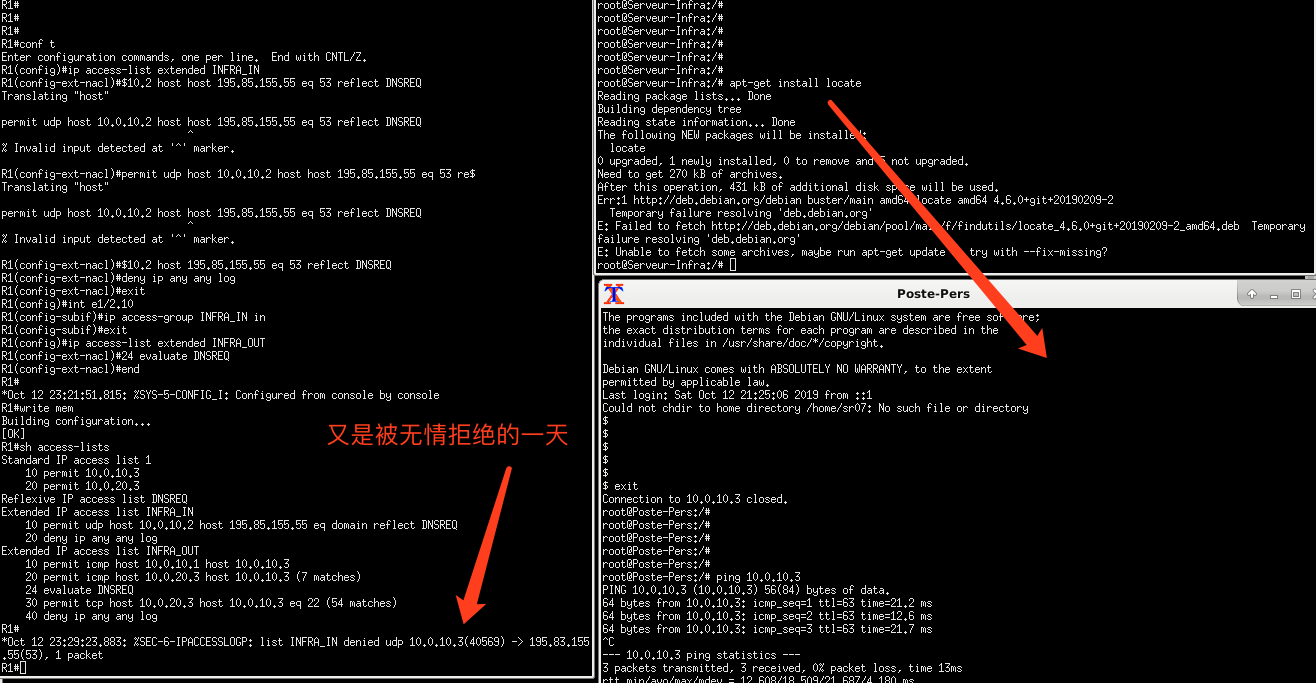 R1#
R1#
R1#
R1#conf t
Enter configuration commands, one per line.  End with CNTL/Z.
R1(config)#ip access-list extended INFRA_IN
R1(config-ext-nacl)#$10.2 host host 195.85.155.55 eq 53 reflect DNSREQ
Translating "host"
permit udp host 10.0.10.2 host host 195.85.155.55 eq 53 reflect DNSREQ
^
% Invalid input detected at '^' marker.
R1(config-ext-nacl)#permit udp host 10.0.10.2 host host 195.85.155.55 eq 53 re$
Translating "host"
permit udp host 10.0.10.2 host host 195.85.155.55 eq 53 reflect DNSREQ
^
% Invalid input detected at '^' marker.
R1(config-ext-nacl)#$10.2 host 195.85.155.55 eq 53 reflect DNSREQ
R1(config-ext-nacl)#deny ip any any log
R1(config-ext-nacl)#exit
R1(config)#int e1/2.10
R1(config-subif)#ip access-group INFRA_IN in
R1(config-subif)#exit
R1(config)#ip access-list extended INFRA_OUT
R1(config-ext-nacl)#24 evaluate DNSREQ
R1(config-ext-nacl)#end
R1#
*Oct 12 23:21:51.815: %SYS-5-CONFIG_I: Configured from console by console
R1#write mem
Building configuration...
[OK]
R1#sh access-lists
Standard IP access list 1
10 permit 10.0.10.3
20 permit 10.0.20.3
Reflexive IP access list DNSREQ
Extended IP access list INFRA_IN
10 permit udp host 10.0.10.2 host 195.85.155.55 eq domain reflect DNSREQ
20 deny ip any any log
Extended IP access list INFRA_OUT
10 permit icmp host 10.0.10.1 host 10.0.10.3
20 permit icmp host 10.0.20.3 host 10.0.10.3 (7 matches)
24 evaluate DNSREQ
30 permit tcp host 10.0.20.3 host 10.0.10.3 eq 22 (54 matches)
40 deny ip any any log
R1#
*Oct 12 23:29:23.883: %SEC-6-IPACCESSLOGP: list INFRA_IN denied udp 10.0.10.3(40569) -> 195.83.155
.55(53), 1 packet
R1#
又是被无情拒绝的一天
root@Serveur-Infra:/#
root@Serveur-Infra:/#
root@Serveur-Infra:/#
root@Serveur-Infra:/#
root@Serveur-Infra:/#
root@Serveur-Infra:/#
root@Serveur-Infra:/# apt-get install locate
Reading package lists... Done
Building dependency tree
Reading state information... Done
The following NEW packages will be installed:
locate
0 upgraded, 1 newly installed, 0 to remove and not upgraded.
Need to get 270 kB of archives.
After this operation, 431 kB of additional disk space will be used.
Err:1 http://deb.debian.org/debian buster/main amd64 locate amd64 4.6.0+git+20190209-2
Temporary failure resolving 'deb.debian.org'
E: Failed to fetch http://deb.debian.org/debian/pool/main/f/findutils/locate_4.6.0+git+20190209-2_amd64.deb  Temporary
failure resolving 'deb.debian.org'
E: Unable to fetch some archives, maybe run apt-get update try with --fix-missing?
root@Serveur-Infra:/#
Poste-Pers
The programs included with the Debian GNU/Linux system are free software;
the exact distribution terms for each program are described in the
individual files in /usr/share/doc/*/copyright.
Debian GNU/Linux comes with ABSOLUTELY NO WARRANTY, to the extent
permitted by applicable law.
Last login: Sat Oct 12 21:25:06 2019 from ::1
Could not chdir to home directory /home/sr07: No such file or directory
$
$
$
$
$
$ exit
Connection to 10.0.10.3 closed.
root@Poste-Pers:/#
root@Poste-Pers:/#
root@Poste-Pers:/#
root@Poste-Pers:/#
root@Poste-Pers:/#
root@Poste-Pers:/# ping 10.0.10.3
PING 10.0.10.3 (10.0.10.3) 56(84) bytes of data.
64 bytes from 10.0.10.3: icmp_seq=1 ttl=63 time=21.2 ms
64 bytes from 10.0.10.3: icmp_seq=2 ttl=63 time=12.6 ms
64 bytes from 10.0.10.3: icmp_seq=3 ttl=63 time=21.7 ms
^C
--- 10.0.10.3 ping statistics ---
3 packets transmitted, 3 received, 0% packet loss, time 13ms
rtt min/avg/max/mdev = 12.608/18.509/21.687/4.180 ms